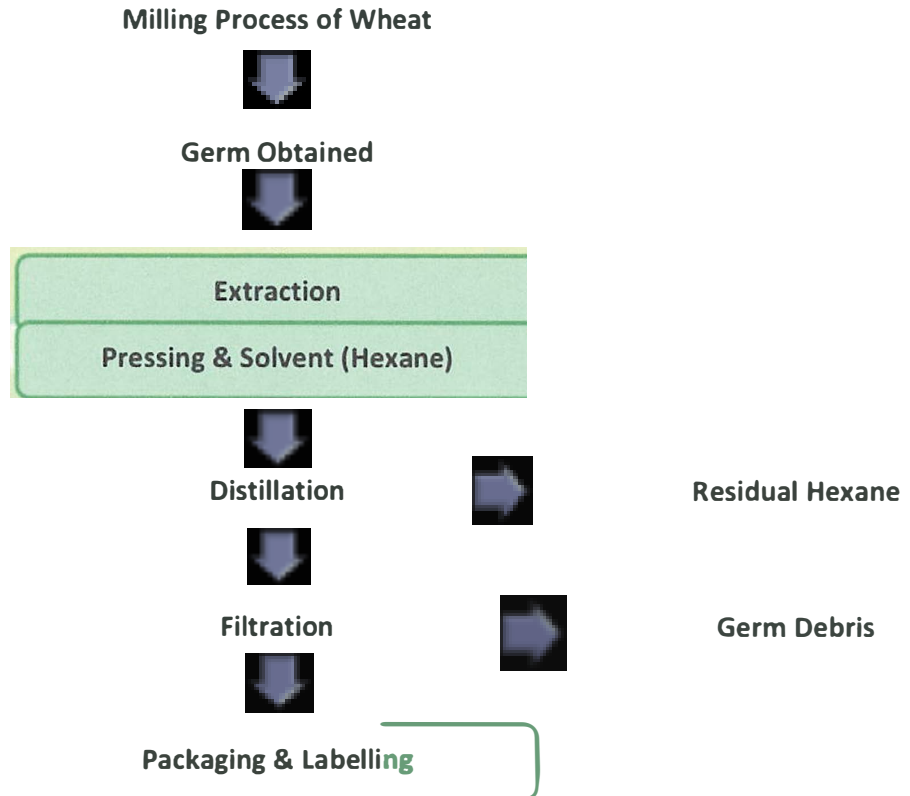 Milling Process of Wheat
Germ Obtained
Extraction
Pressing & Solvent (Hexane)
Distillation
Residual Hexane
Filtration
Germ Debris
Packaging & Labelling